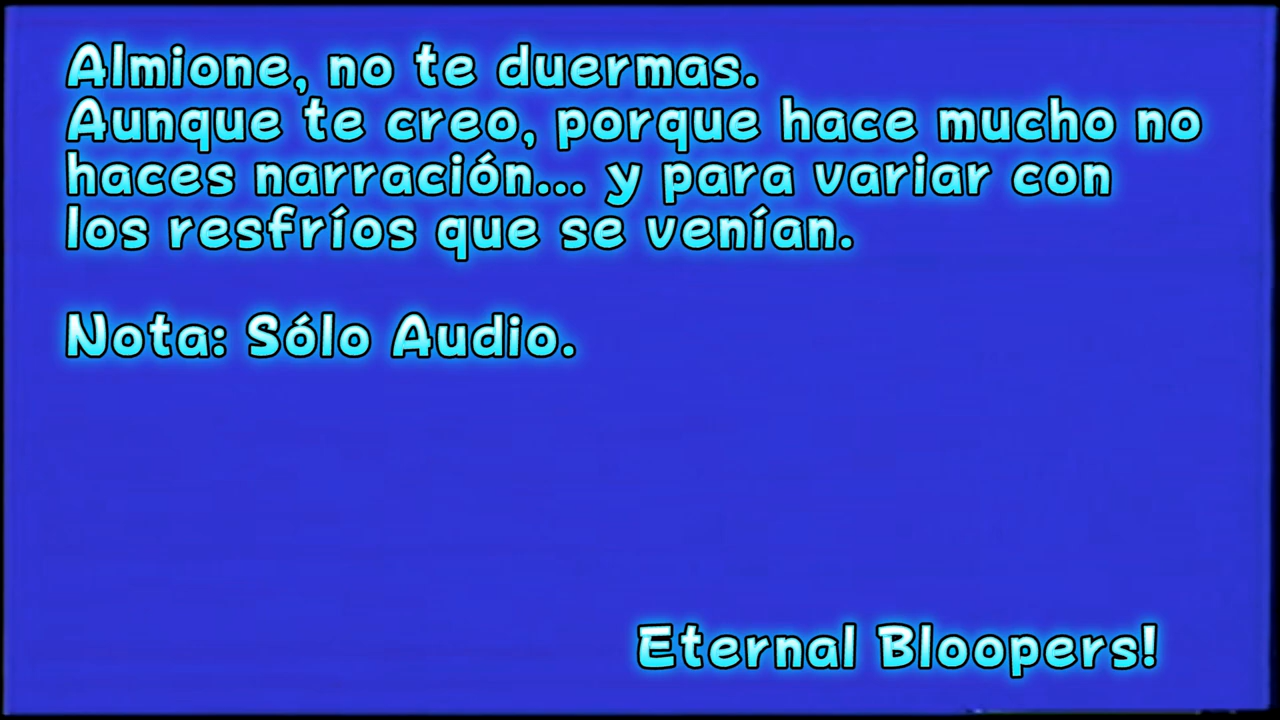 Almione, no te duermas.
Aunque te creo, porque hace mucho no
haces narración... y para variar con
los resfríos que se venían.
Nota: Sólo Audio.
Eternal Bloopers!